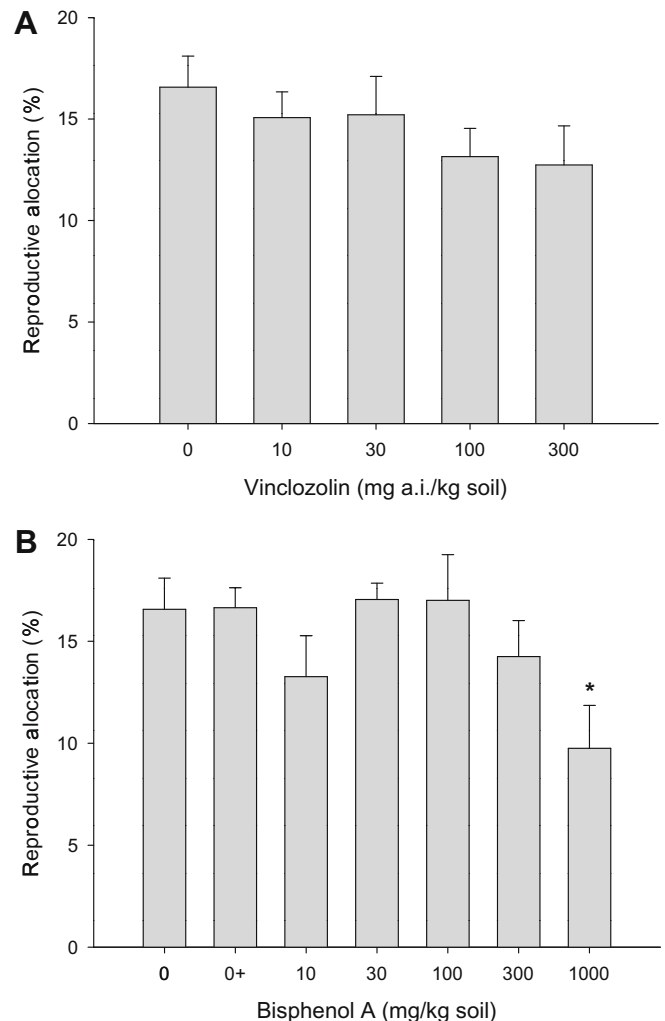 A
20
15
10
5
0
Reproductive alocation (%)
0 10 30 100 300
Vinclozolin (mg a.i./kg soil)
B
20
15
10
5
0
Reproductive alocation (%)
*
0 0+ 10 30 100 300 1000
Bisphenol A (mg/kg soil)